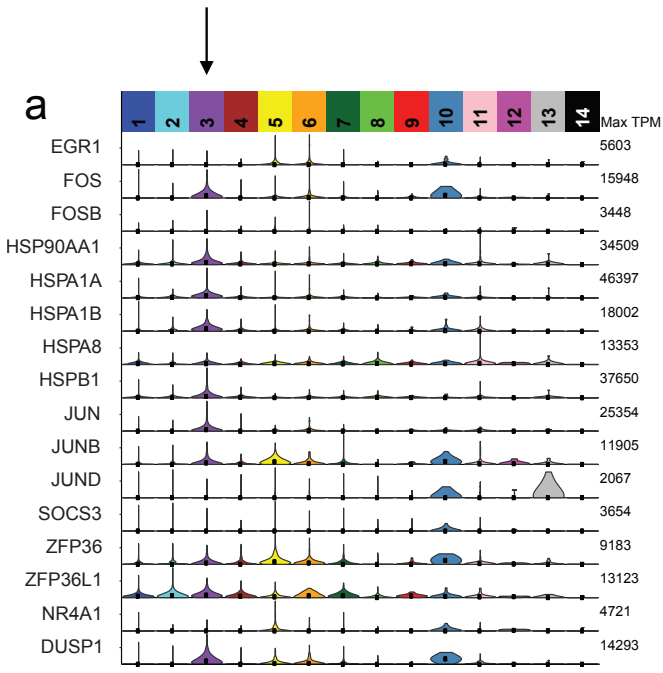 a
1 2 3 4 5 6 7 8 9 10 11 12 13 14 Max TPM
EGR1 5603
FOS 15948
FOSB 3448
HSP90AA1 34509
HSPA1A 46397
HSPA1B 18002
HSPA8 13353
HSPB1 37650
JUN 25354
JUNB 11905
JUND 2067
SOCS3 3654
ZFP36 9183
ZFP36L1 13123
NR4A1 4721
DUSP1 14293